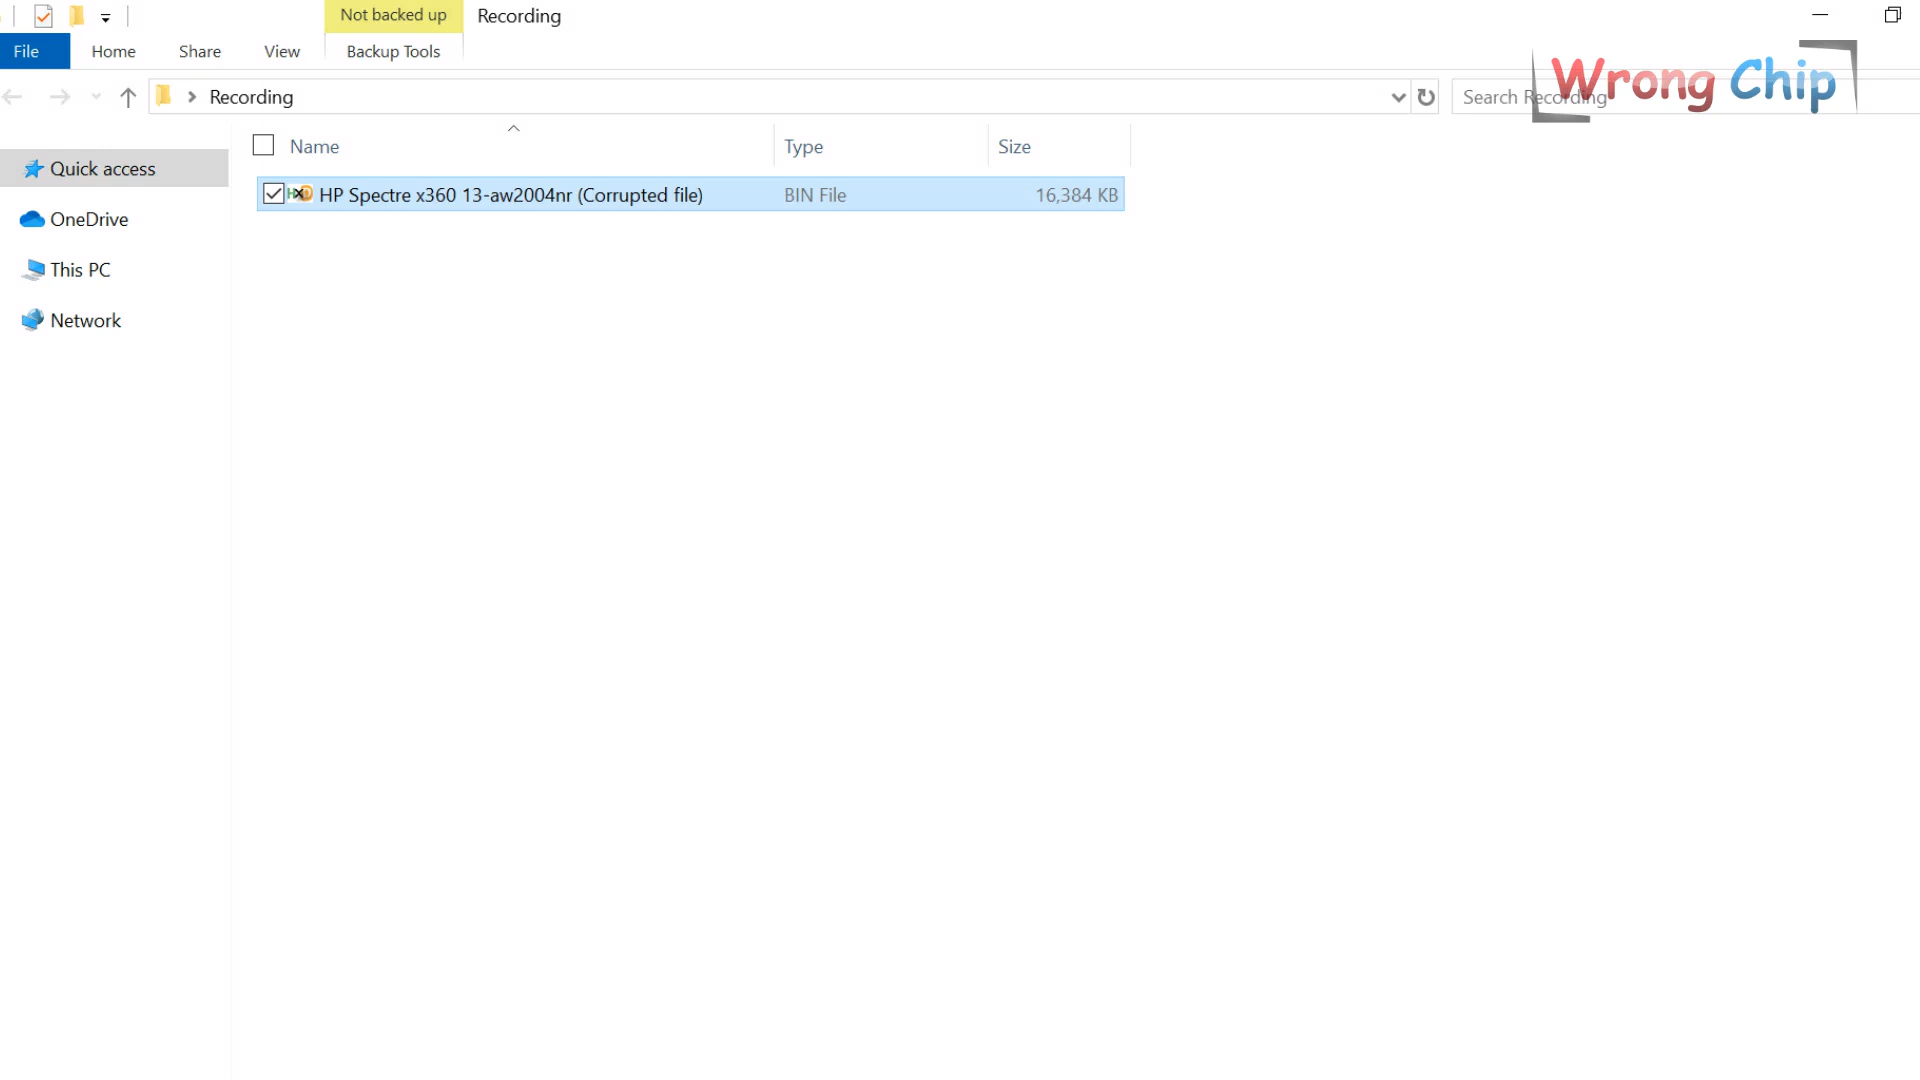 Not backed up
Recording
File
Home
Share
View
Backup Tools
Recording
Search Recording
Wrong Chip
Name
Type
Size
Quick access
HP Spectre x360 13-aw2004nr (Corrupted file)
BIN File
16,384 KB
OneDrive
This PC
Network